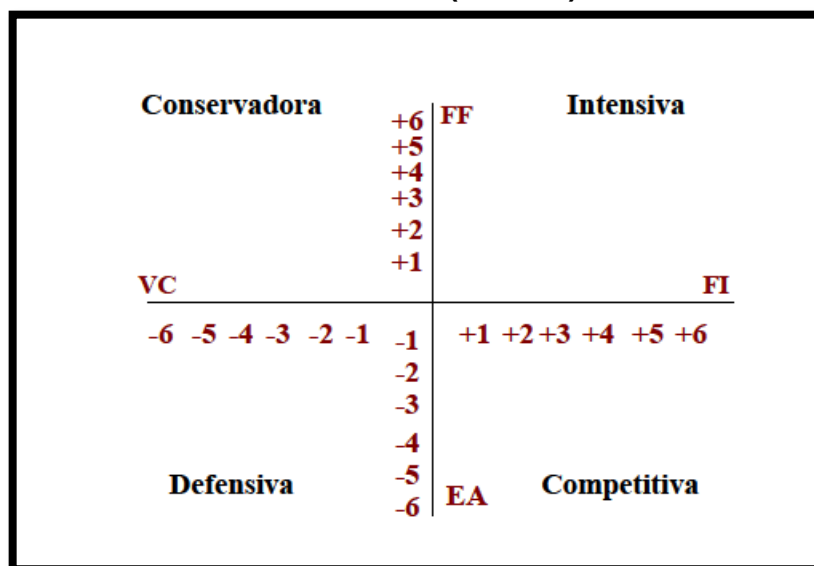 Conservadora
Intensiva
FF
+6
+5
+4
+3
+2
+1
VC
FI
-6 -5 -4 -3 -2 -1
+1 +2 +3 +4 +5 +6
-1
-2
-3
-4
-5
-6
Defensiva
EA
Competitiva